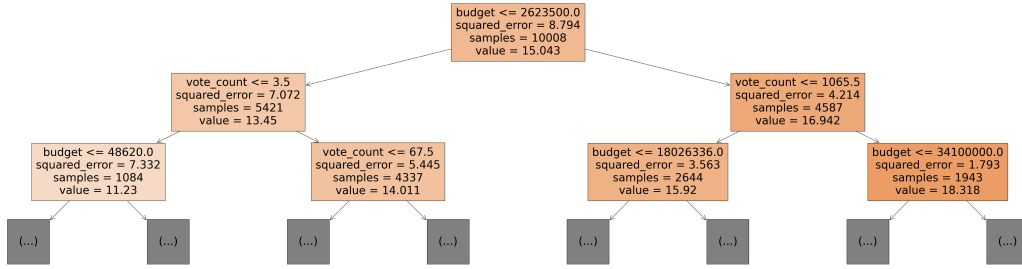 budget <= 2623500.0
squared_error = 8.794
samples = 10008
value = 15.043
vote_count <= 3.5
squared_error = 7.072
samples = 5421
value = 13.45
vote_count <= 1065.5
squared_error = 4.214
samples = 4587
value = 16.942
budget <= 48620.0
squared_error = 7.332
samples = 1084
value = 11.23
vote_count <= 67.5
squared_error = 5.445
samples = 4337
value = 14.011
budget <= 18026336.0
squared_error = 3.563
samples = 2644
value = 15.92
budget <= 34100000.0
squared_error = 1.793
samples = 1943
value = 18.318
(...)
(...)
(...)
(...)
(...)
(...)
(...)
(...)